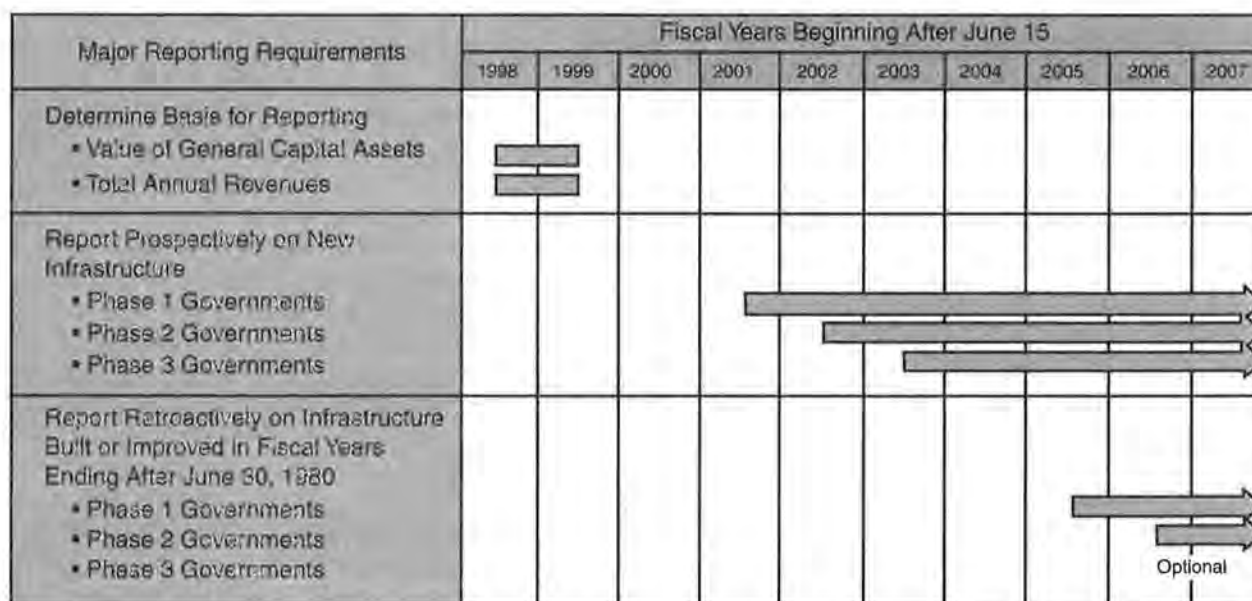 Major Reporting Requirements
Fiscal Years Beginning After June 15
1998 1999 2000 2001 2002 2003 2004 2005 2006 2007
Determine Basis for Reporting
• Value of General Capital Assets
• Total Annual Revenues
Report Prospectively on New
Infrastructure
• Phase 1 Governments
• Phase 2 Governments
• Phase 3 Governments
Report Retroactively on Infrastructure
Built or Improved in Fiscal Years
Ending After June 30, 1980
• Phase 1 Governments
• Phase 2 Governments
• Phase 3 Governments
Optional